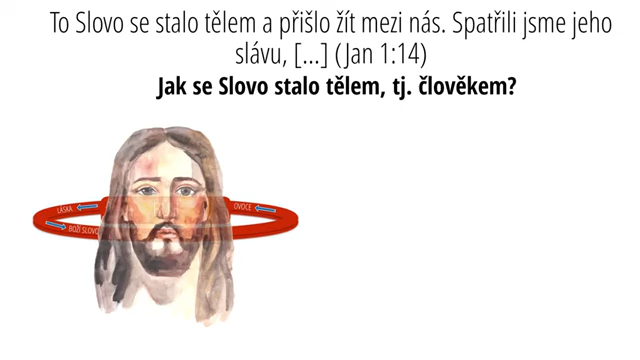 To Slovo se stalo tělem a přišlo žít mezi nás. Spatřili jsme jeho
slávu, [...] (Jan 1:14)
Jak se Slovo stalo tělem, tj. člověkem?
LÁSKA
OVOCE
BOŽÍ SLOVO